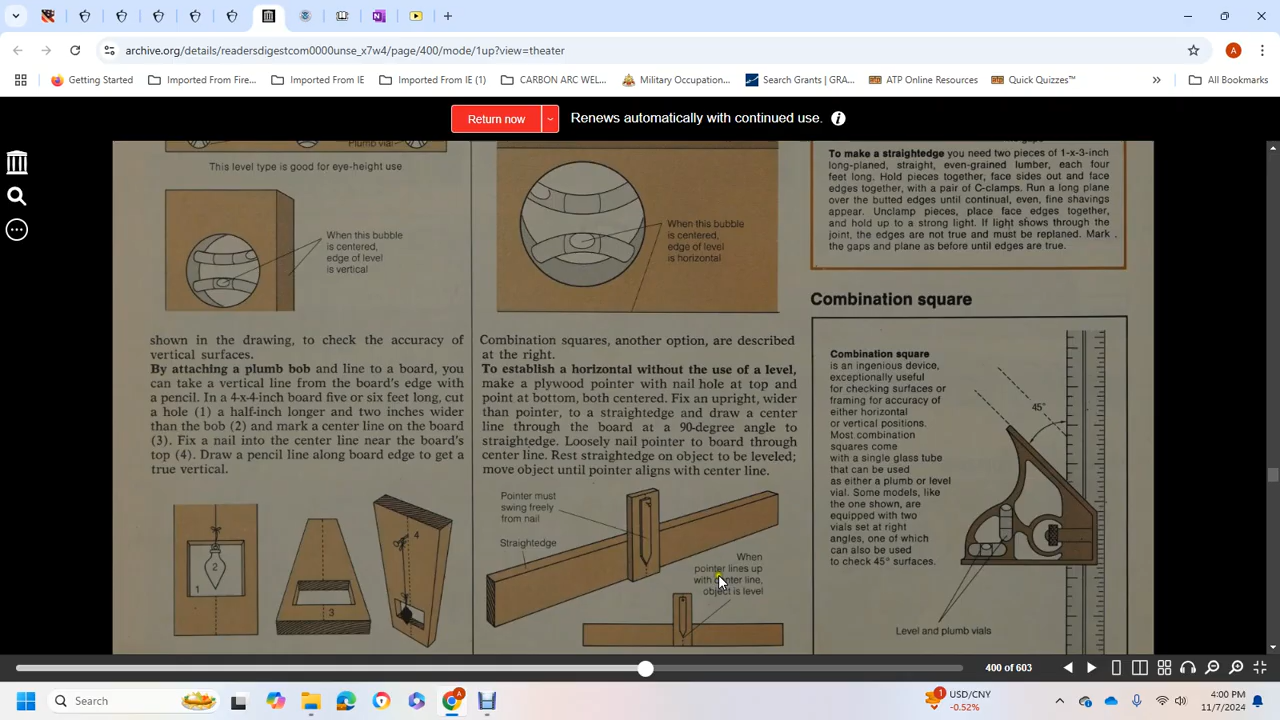 archive.org/details/readersdigestcom0000unse_x7w4/page/400/mode/1up?view=theater
A
Getting Started
Imported From Fire...
Imported From IE
Imported From IE (1)
CARBON ARC WEL...
Military Occupation...
Search Grants | GRA...
ATP Online Resources
Quick Quizzes™
All Bookmarks
Return now
Renews automatically with continued use.
Plumb vial
This level type is good for eye-height use
When this bubble
is centered,
edge of level
is vertical
shown in the drawing, to check the accuracy of
vertical surfaces.
By attaching a plumb bob and line to a board, you
can take a vertical line from the board's edge with
a pencil. In a 4-x4-inch board five or six feet long, cut
a hole (1) a half-inch longer and two inches wider
than the bob (2) and mark a center line on the board
(3). Fix a nail into the center line near the board's
top (4). Draw a pencil line along board edge to get a
true vertical.
1
2
3
4
When this bubble
is centered,
edge of level
is horizontal
Combination squares, another option, are described
at the right.
To establish a horizontal without the use of a level,
make a plywood pointer with nail hole at top and
point at bottom, both centered. Fix an upright, wider
than pointer, to a straightedge and draw a center
line through the board at a 90-degree angle to
straightedge. Loosely nail pointer to board through
center line. Rest straightedge on object to be leveled;
move object until pointer aligns with center line.
Pointer must
swing freely
from nail
Straightedge
When
pointer lines up
with center line,
object is level
To make a straightedge you need two pieces of 1-x-3-inch
long-planed, straight, even-grained lumber, each four
feet long. Hold pieces together, face sides out and face
edges together, with a pair of C-clamps. Run a long plane
over the butted edges until continual, even, fine shavings
appear. Unclamp pieces, place face edges together,
and hold up to a strong light. If light shows through the
joint, the edges are not true and must be replaned. Mark
the gaps and plane as before until edges are true.
Combination square
Combination square
is an ingenious device,
exceptionally useful
for checking surfaces or
framing for accuracy of
either horizontal
or vertical positions.
Most combination
squares come
with a single glass tube
that can be used
as either a plumb or level
vial. Some models, like
the one shown, are
equipped with two
vials set at right
angles, one of which
can also be used
to check 45° surfaces.
45°
Level and plumb vials
400 of 603
Search
1
USD/CNY
-0.52%
4:00 PM
11/7/2024